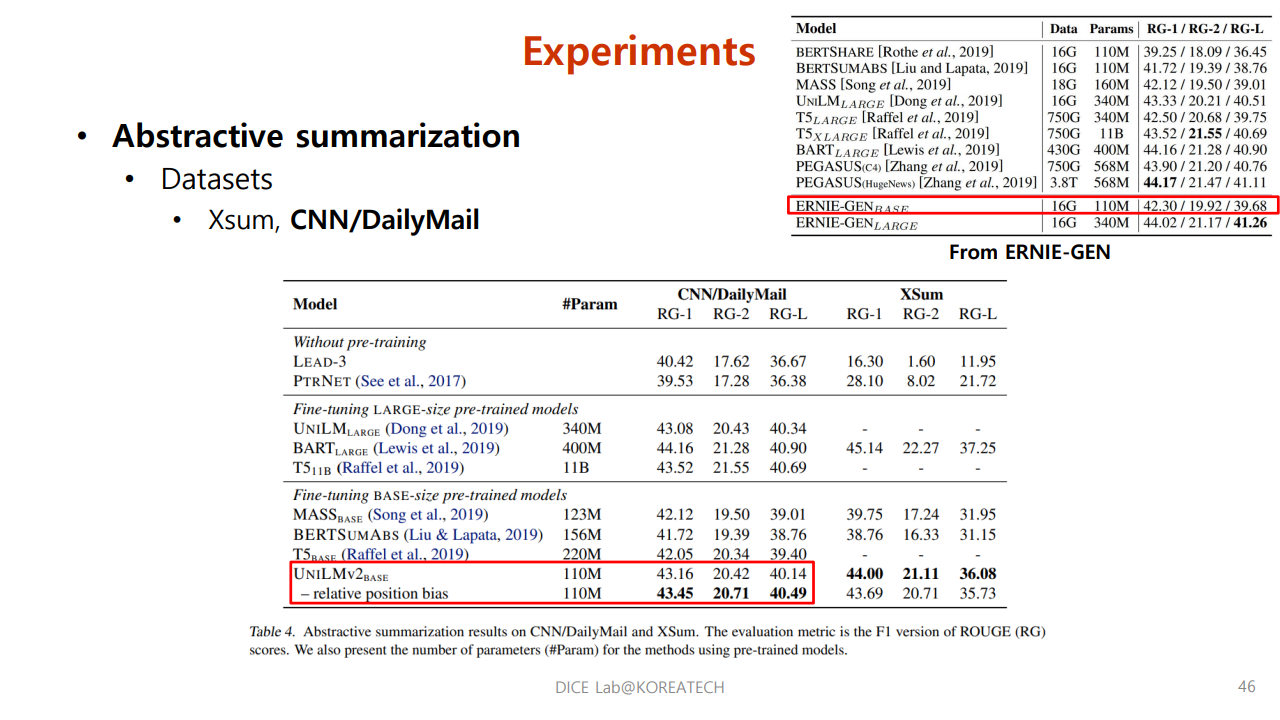 Experiments
• Abstractive summarization
• Datasets
• Xsum, CNN/DailyMail
Model Data Params RG-1 / RG-2 / RG-L
BERTSHARE [Rothe et al., 2019] 16G 110M 39.25 / 18.09 / 36.45
BERTSUMABS [Liu and Lapata, 2019] 16G 110M 41.72 / 19.39 / 38.76
MASS [Song et al., 2019] 18G 160M 42.12 / 19.50 / 39.01
UNILM LARGE [Dong et al., 2019] 16G 340M 43.33 / 20.21 / 40.51
T5 LARGE [Raffel et al., 2019] 750G 340M 42.50 / 20.68 / 39.75
T5 XLARGE [Raffel et al., 2019] 750G 11B 43.52 / 21.55 / 40.69
BART LARGE [Lewis et al., 2019] 430G 400M 44.16 / 21.28 / 40.90
PEGASUS(C4) [Zhang et al., 2019] 750G 568M 43.90 / 21.20 / 40.76
PEGASUS(HugeNews) [Zhang et al., 2019] 3.8T 568M 44.17 / 21.47 / 41.11
ERNIE-GEN BASE 16G 110M 42.30 / 19.92 / 39.68
ERNIE-GEN LARGE 16G 340M 44.02 / 21.17 / 41.26
From ERNIE-GEN
Model #Param CNN/DailyMail XSum
RG-1 RG-2 RG-L RG-1 RG-2 RG-L
Without pre-training
LEAD-3 40.42 17.62 36.67 16.30 1.60 11.95
PTRNET (See et al., 2017) 39.53 17.28 36.38 28.10 8.02 21.72
Fine-tuning LARGE-size pre-trained models
UNILM LARGE (Dong et al., 2019) 340M 43.08 20.43 40.34 - - -
BART LARGE (Lewis et al., 2019) 400M 44.16 21.28 40.90 45.14 22.27 37.25
T5 11B (Raffel et al., 2019) 11B 43.52 21.55 40.69 - - -
Fine-tuning BASE-size pre-trained models
MASS BASE (Song et al., 2019) 123M 42.12 19.50 39.01 39.75 17.24 31.95
BERTSUMABS (Liu & Lapata, 2019) 156M 41.72 19.39 38.76 38.76 16.33 31.15
T5 BASE (Raffel et al., 2019) 220M 42.05 20.34 39.40 - - -
UNILMv2 BASE 110M 43.16 20.42 40.14 44.00 21.11 36.08
– relative position bias 110M 43.45 20.71 40.49 43.69 20.71 35.73
Table 4. Abstractive summarization results on CNN/DailyMail and XSum. The evaluation metric is the F1 version of ROUGE (RG)
scores. We also present the number of parameters (#Param) for the methods using pre-trained models.
DICE Lab@KOREATECH
46